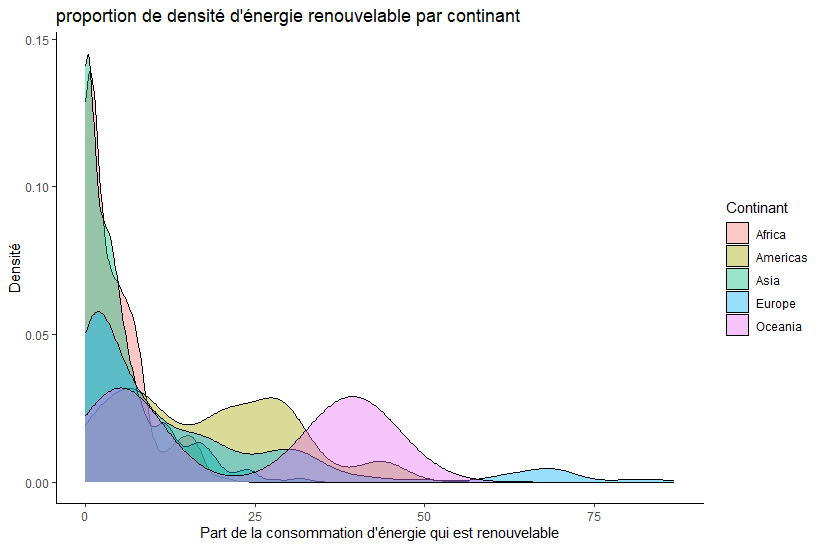 proportion de densité d'énergie renouvelable par continant
0.15
0.10
0.05
0.00
Densité
0
25
50
75
Part de la consommation d'énergie qui est renouvelable
Continant
Africa
Americas
Asia
Europe
Oceania